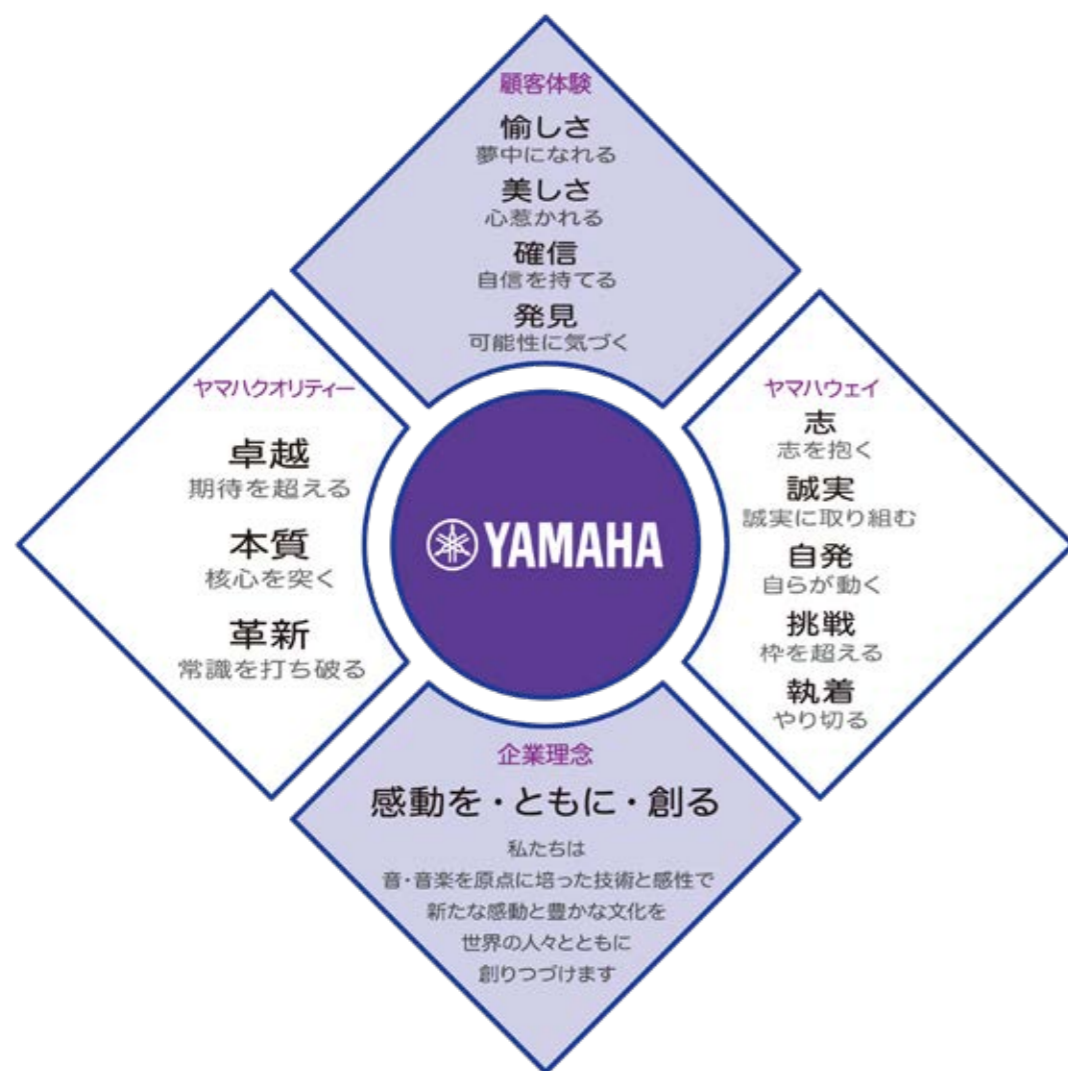 顧客体験
愉しさ
夢中になれる
美しさ
心惹かれる
確信
自信を持てる
発見
可能性に気づく
ヤマハクオリティー
卓越
期待を超える
本質
核心を突く
革新
常識を打ち破る
YAMAHA
ヤマハウェイ
志
志を抱く
誠実
誠実に取り組む
自発
自らが動く
挑戦
枠を超える
執着
やり切る
企業理念
感動を・ともに・創る
私たちは
音・音楽を原点に培った技術と感性で
新たな感動と豊かな文化を
世界の人々とともに
創りつづけます